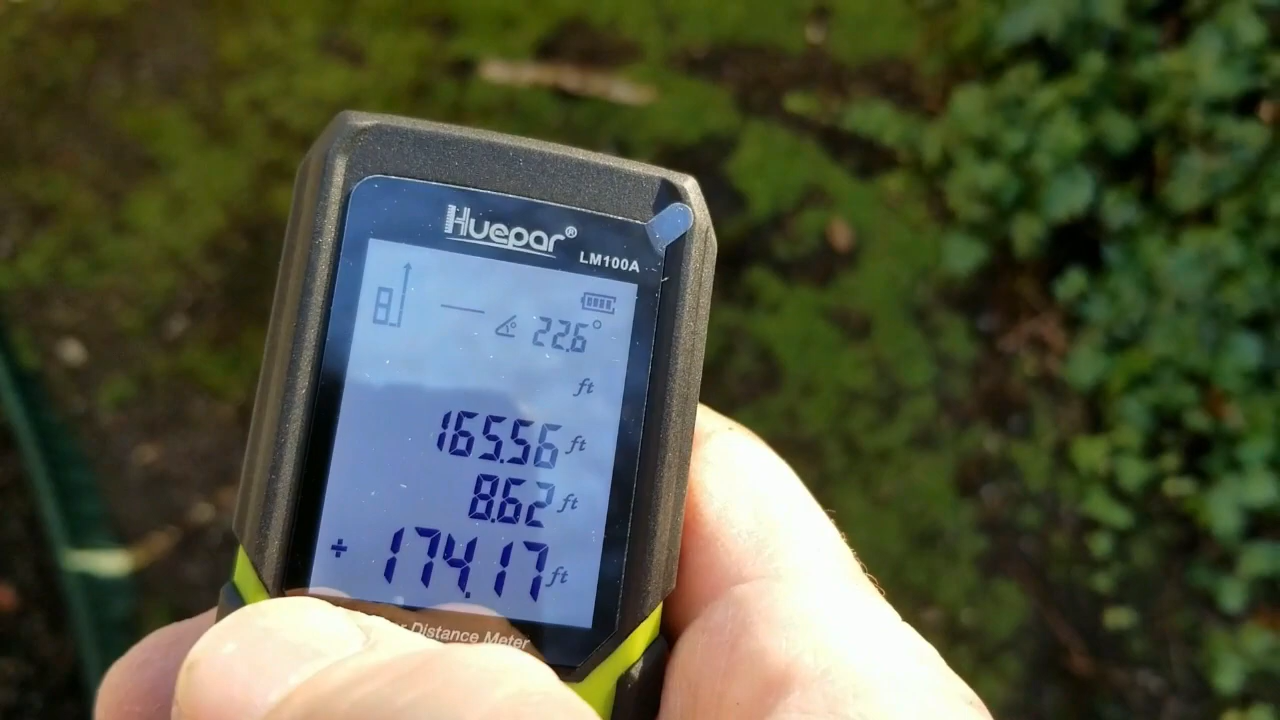 Huepar®
LM100A
22.6°
ft
165.56 ft
8.62 ft
+ 174.17 ft
Distance Meter